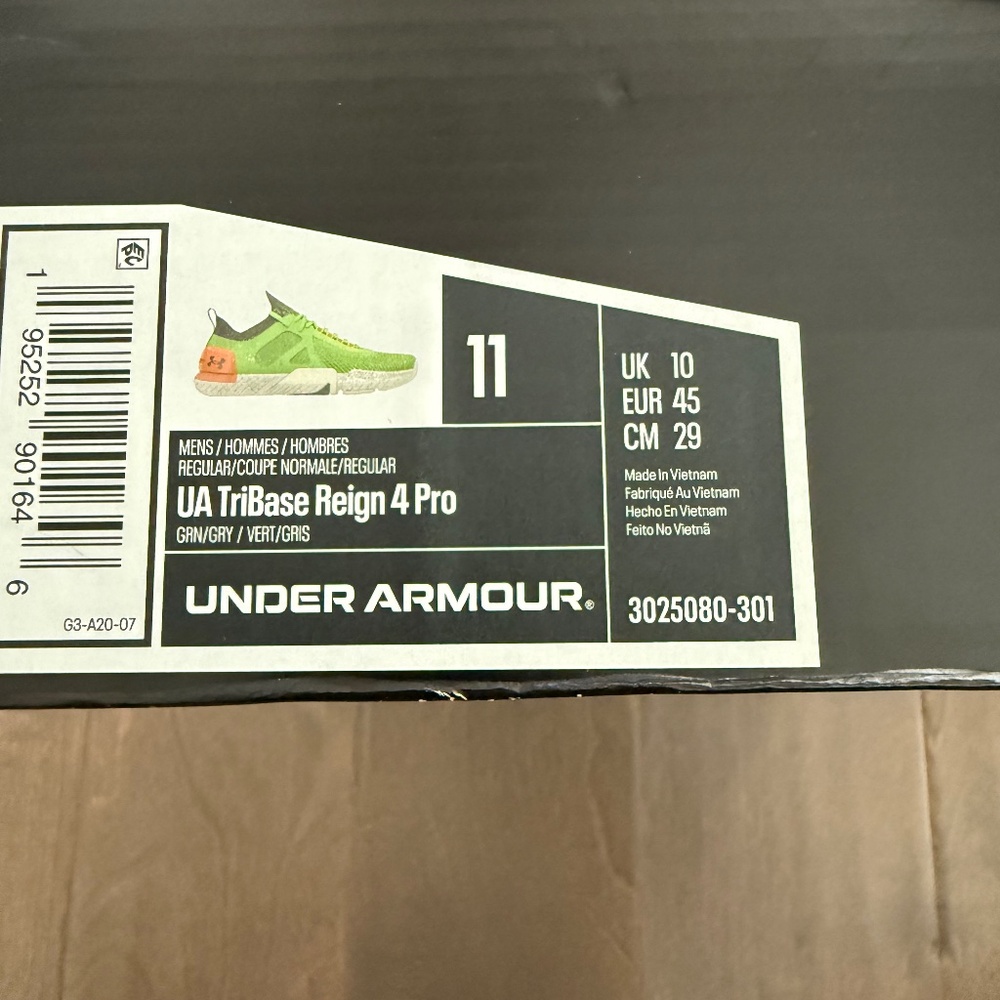 1 95252 90164 6
G3-A20-07
11
MENS / HOMMES / HOMBRES
REGULAR/COUPE NORMALE/REGULAR
UA TriBase Reign 4 Pro
GRN/GRY / VERT/GRIS
UNDER ARMOUR®
UK 10
EUR 45
CM 29
Made In Vietnam
Fabriqué Au Vietnam
Hecho En Vietnam
Feito No Vietnã
3025080-301